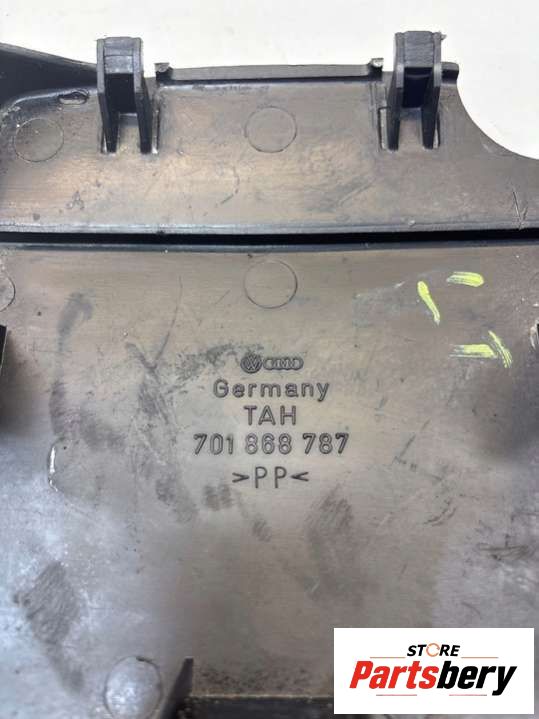 Germany
TAH
701 868 787
>PP<
STORE
Partsbery